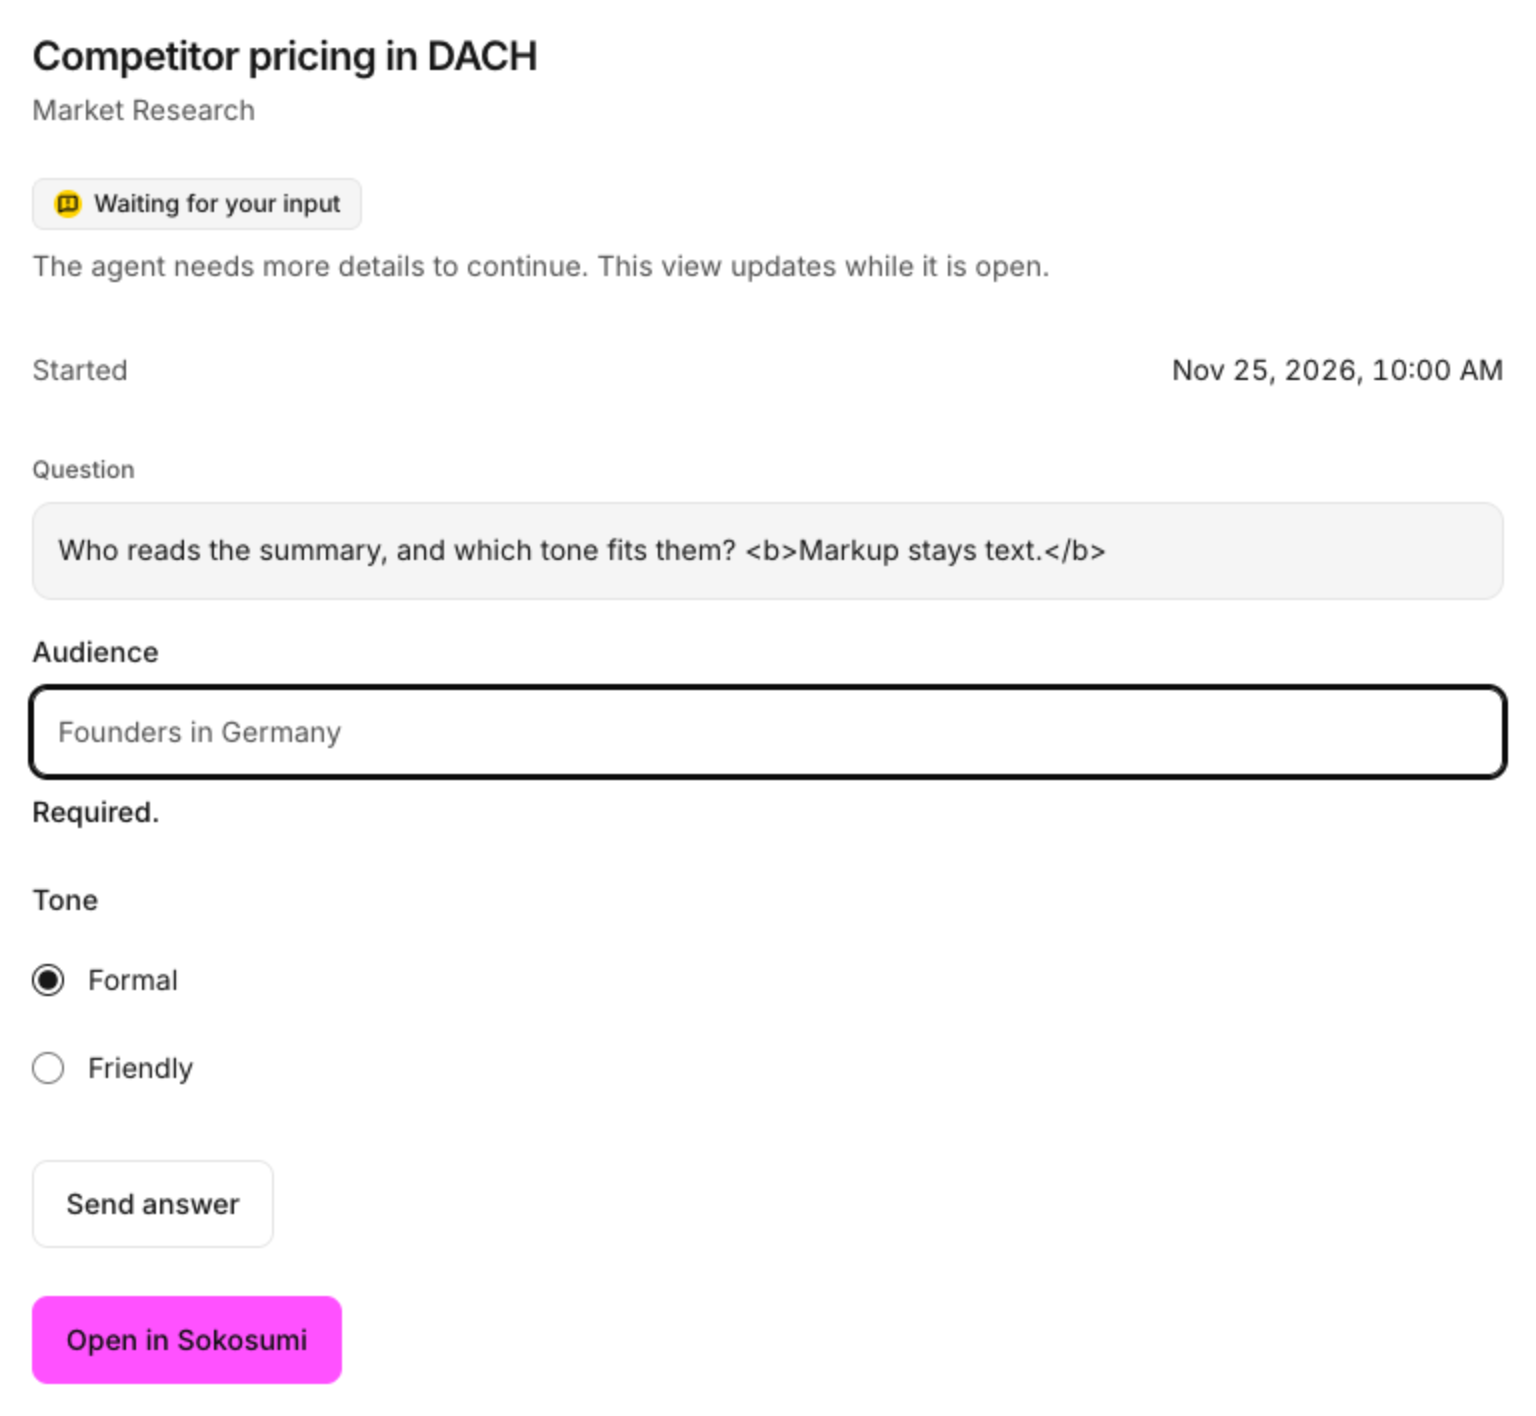 Competitor pricing in DACH
Market Research
Waiting for your input
The agent needs more details to continue. This view updates while it is open.
Started
Nov 25, 2026, 10:00 AM
Question
Who reads the summary, and which tone fits them? <b>Markup stays text.</b>
Audience
Founders in Germany
Required.
Tone
Formal
Friendly
Send answer
Open in Sokosumi